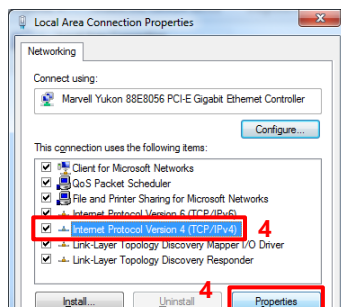 Local Area Connection Properties
Networking
Connect using:
Marvell Yukon 88E8056 PCI-E Gigabit Ethernet Controller
Configure...
This connection uses the following items:
Client for Microsoft Networks
QoS Packet Scheduler
File and Printer Sharing for Microsoft Networks
Internet Protocol Version 6 (TCP/IPv6)
Internet Protocol Version 4 (TCP/IPv4) 4
Link-Layer Topology Discovery Mapper I/O Driver
Link-Layer Topology Discovery Responder
4
Install... Uninstall Properties